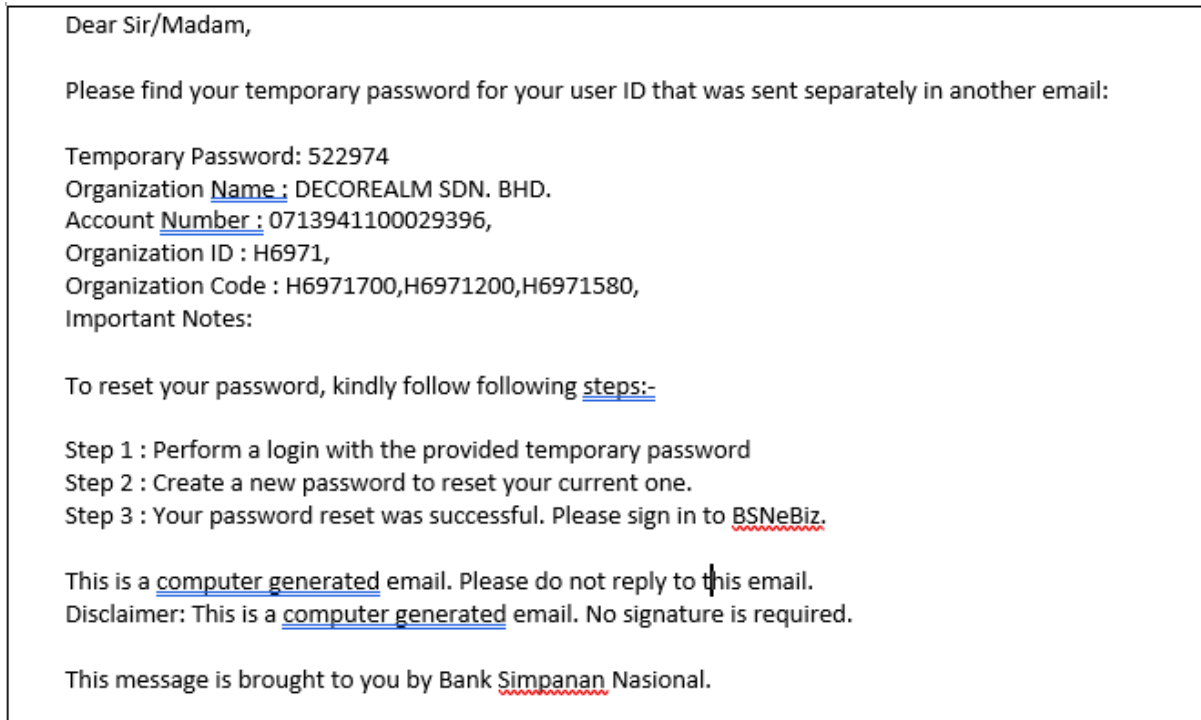 Dear Sir/Madam,
Please find your temporary password for your user ID that was sent separately in another email:
Temporary Password: 522974
Organization Name : DECOREALM SDN. BHD.
Account Number : 0713941100029396,
Organization ID : H6971,
Organization Code : H6971700,H6971200,H6971580,
Important Notes:
To reset your password, kindly follow following steps:-
Step 1 : Perform a login with the provided temporary password
Step 2 : Create a new password to reset your current one.
Step 3 : Your password reset was successful. Please sign in to BSNeBiz.
This is a computer generated email. Please do not reply to this email.
Disclaimer: This is a computer generated email. No signature is required.
This message is brought to you by Bank Simpanan Nasional.